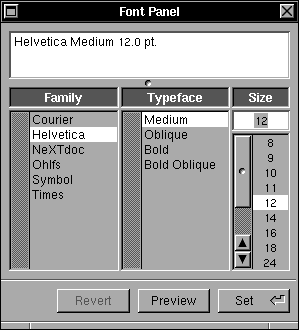 Font Panel
Helvetica Medium 12.0 pt.
Family
Typeface
Size
Courier
Helvetica
NeXTdoc
Ohlfs
Symbol
Times
Medium
Oblique
Bold
Bold Oblique
12
8
9
10
11
12
14
16
18
24
Revert
Preview
Set